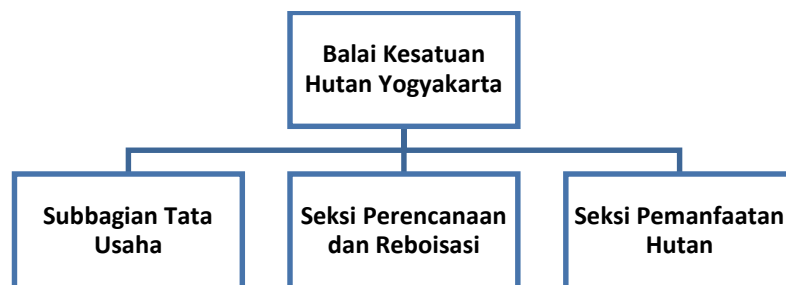 Balai Kesatuan
Hutan Yogyakarta
Subbagian Tata
Usaha
Seksi Perencanaan
dan Reboisasi
Seksi Pemanfaatan
Hutan